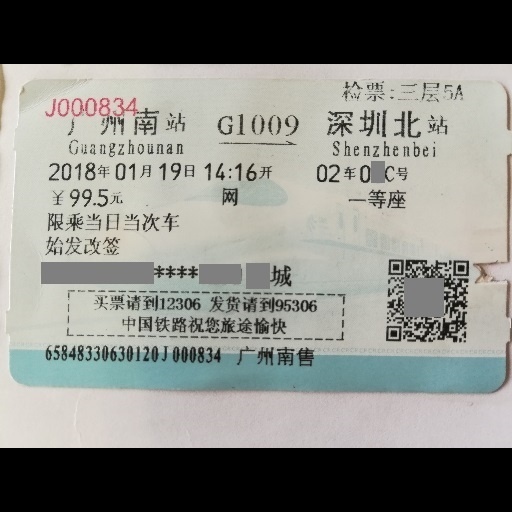 检票:三层5A
J000834
广州南站 G1009 深圳北站
Guangzhounan Shenzhenbei
2018年01月19日14:16开 02车0 C号
￥99.5元 网 一等座
限乘当日当次车
始发改签
**** 城
买票请到12306 发货请到95306
中国铁路祝您旅途愉快
65848330630120J000834 广州南售